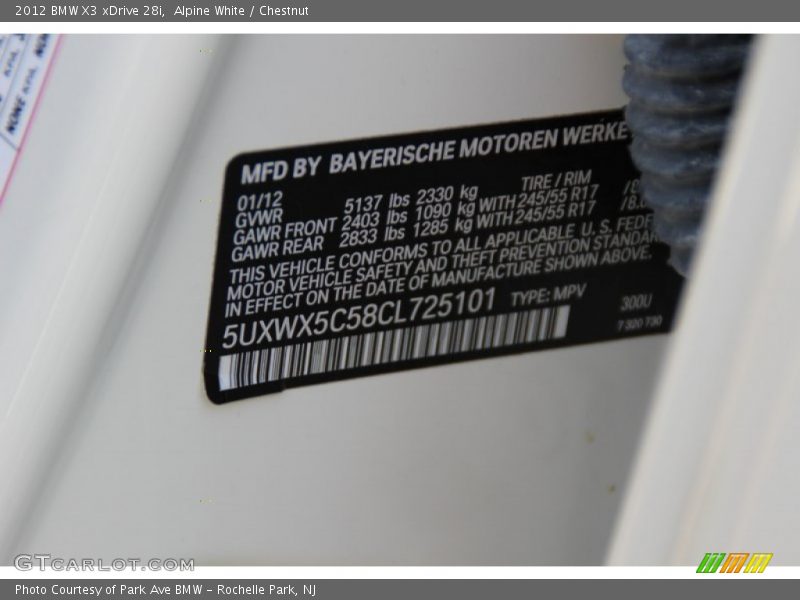 2012 BMW X3 xDrive 28i,  Alpine White / Chestnut
NONE
MFD BY BAYERISCHE MOTOREN WERKE
01/12
GVWR 5137 lbs 2330 kg TIRE / RIM
GAWR FRONT 2403 lbs 1090 kg WITH 245/55 R17
GAWR REAR 2833 lbs 1285 kg WITH 245/55 R17
THIS VEHICLE CONFORMS TO ALL APPLICABLE U. S. FEDE
MOTOR VEHICLE SAFETY AND THEFT PREVENTION STANDAR
IN EFFECT ON THE DATE OF MANUFACTURE SHOWN ABOVE.
5UXWX5C58CL725101 TYPE: MPV 300U
7 320 730
GTCARLOT.COM
Photo Courtesy of Park Ave BMW – Rochelle Park, NJ